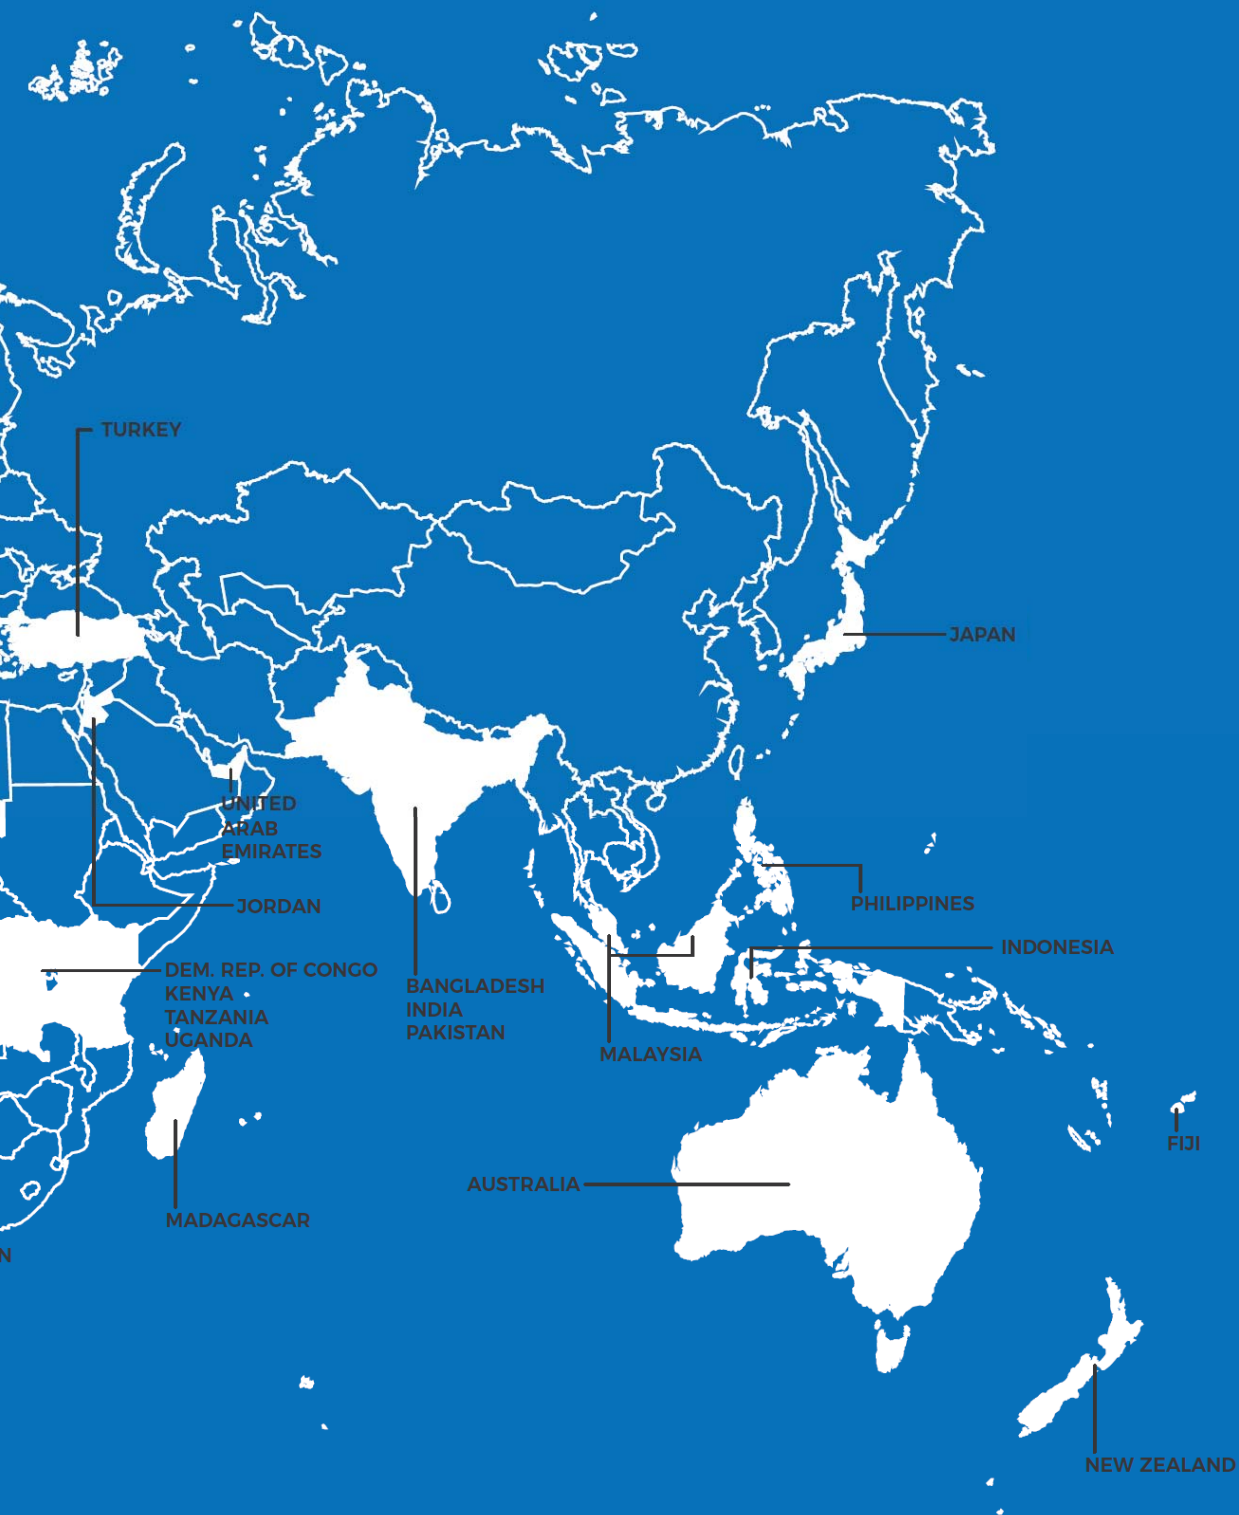 TURKEY
JAPAN
UNITED
ARAB
EMIRATES
JORDAN
PHILIPPINES
INDONESIA
DEM. REP. OF CONGO
KENYA
TANZANIA
UGANDA
BANGLADESH
INDIA
PAKISTAN
MALAYSIA
FIJI
AUSTRALIA
MADAGASCAR
N
NEW ZEALAND